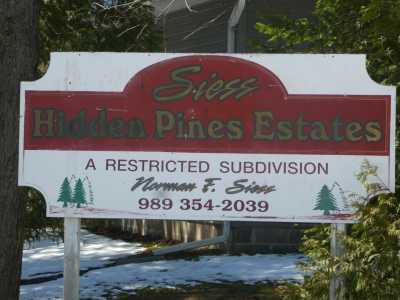 Siess
Hidden Pines Estates
A RESTRICTED SUBDIVISION
Norman F. Siess
989 354-2039